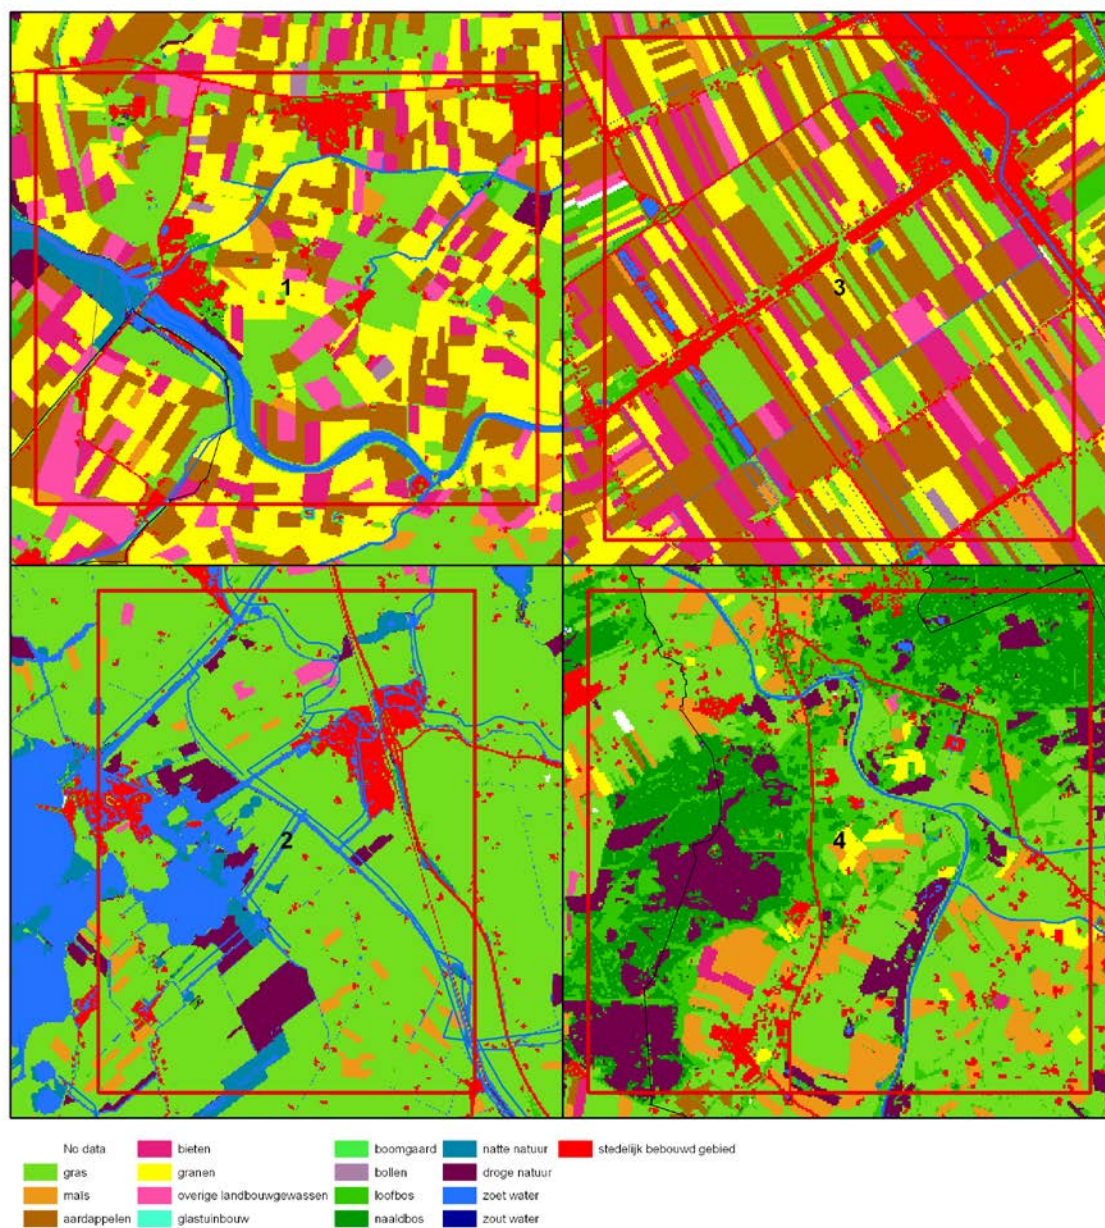 1
3
2
4
No data
bieten
boomgaard
natte natuur
stedelijk bebouwd gebied
gras
granen
bollen
droge natuur
maïs
overige landbouwgewassen
loofbos
zoet water
aardappelen
glastuinbouw
naaldbos
zout water